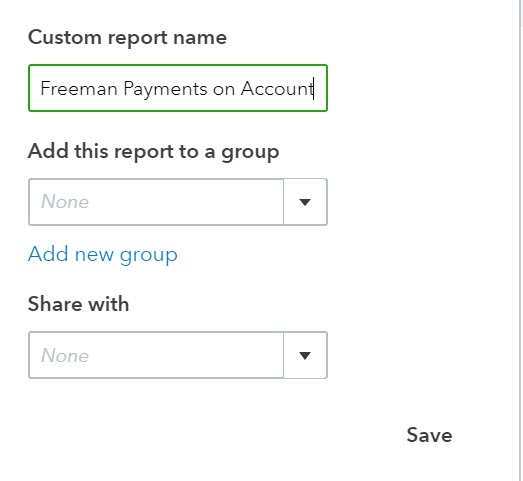 Custom report name
Freeman Payments on Account
Add this report to a group
None
Add new group
Share with
None
Save